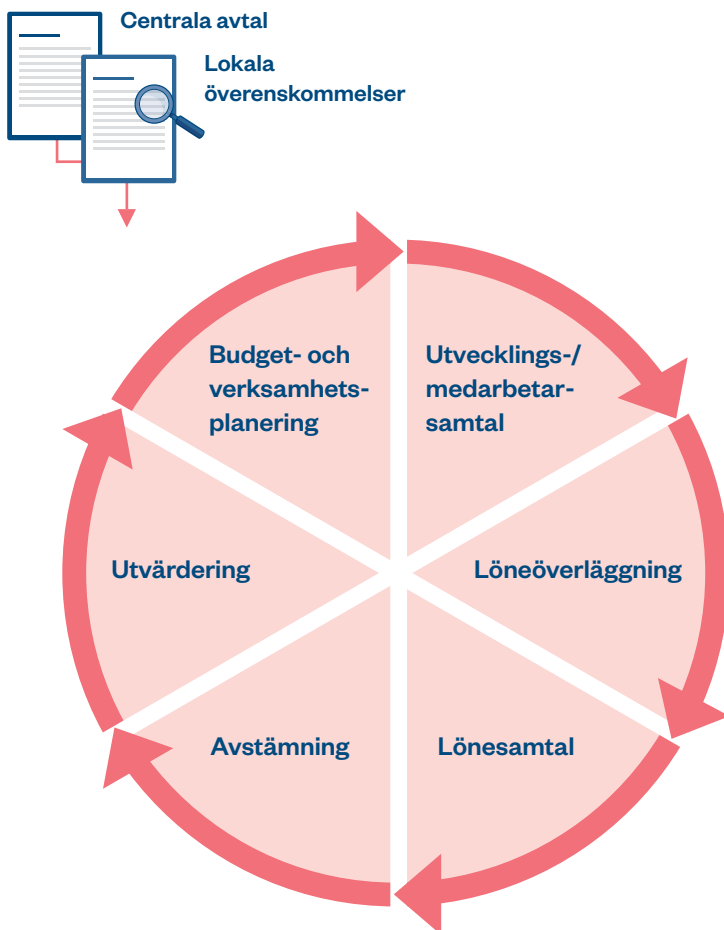 Centrala avtal
Lokala
överenskommelser
Budget- och
verksamhets-
planering
Utvecklings-/
medarbetar-
samtal
Utvärdering
Löneöverläggning
Avstämning
Lönesamtal